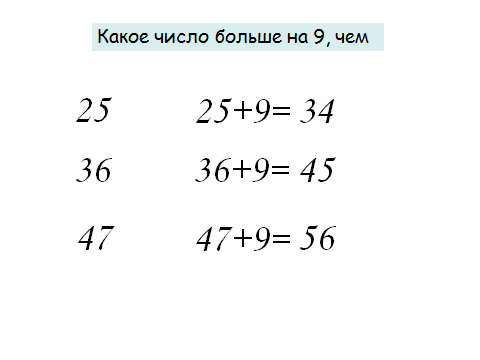 Какое число больше на 9, чем
25 25+9= 34
36 36+9= 45
47 47+9= 56